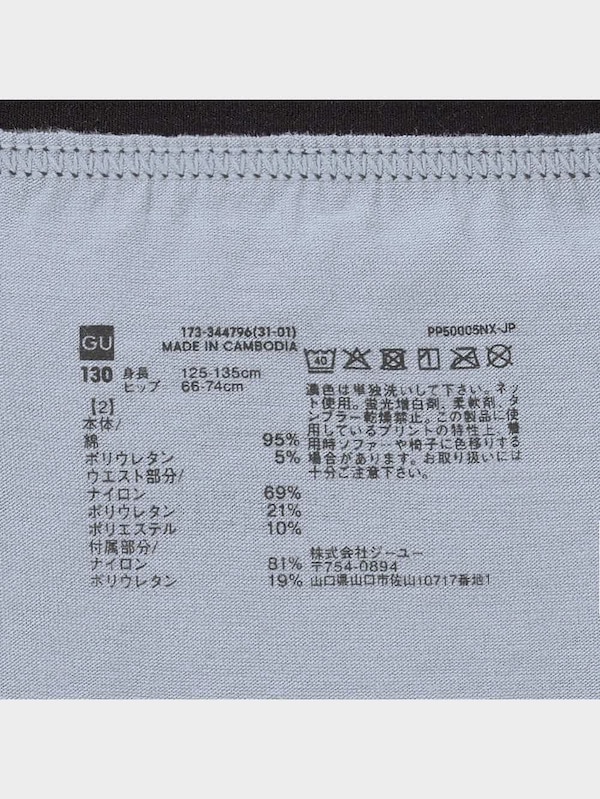 GU
173-344796(31-01)
MADE IN CAMBODIA
PP50005NX-JP
130 身長 125-135cm
ヒップ 66-74cm
【2】
本体/
綿 95%
ポリウレタン 5%
ウエスト部分/
ナイロン 69%
ポリウレタン 21%
ポリエステル 10%
付属部分/
ナイロン 81%
ポリウレタン 19%
40
濃色は単独洗いして下さい。ネッ
ト使用。蛍光増白剤、柔軟剤、タ
ンブラー乾燥禁止。この製品に使
用しているプリントの特性上、着
用時ソファーや椅子に色移りする
場合があります。お取り扱いには
十分ご注意下さい。
株式会社ジーユー
〒754-0894
山口県山口市佐山10717番地1